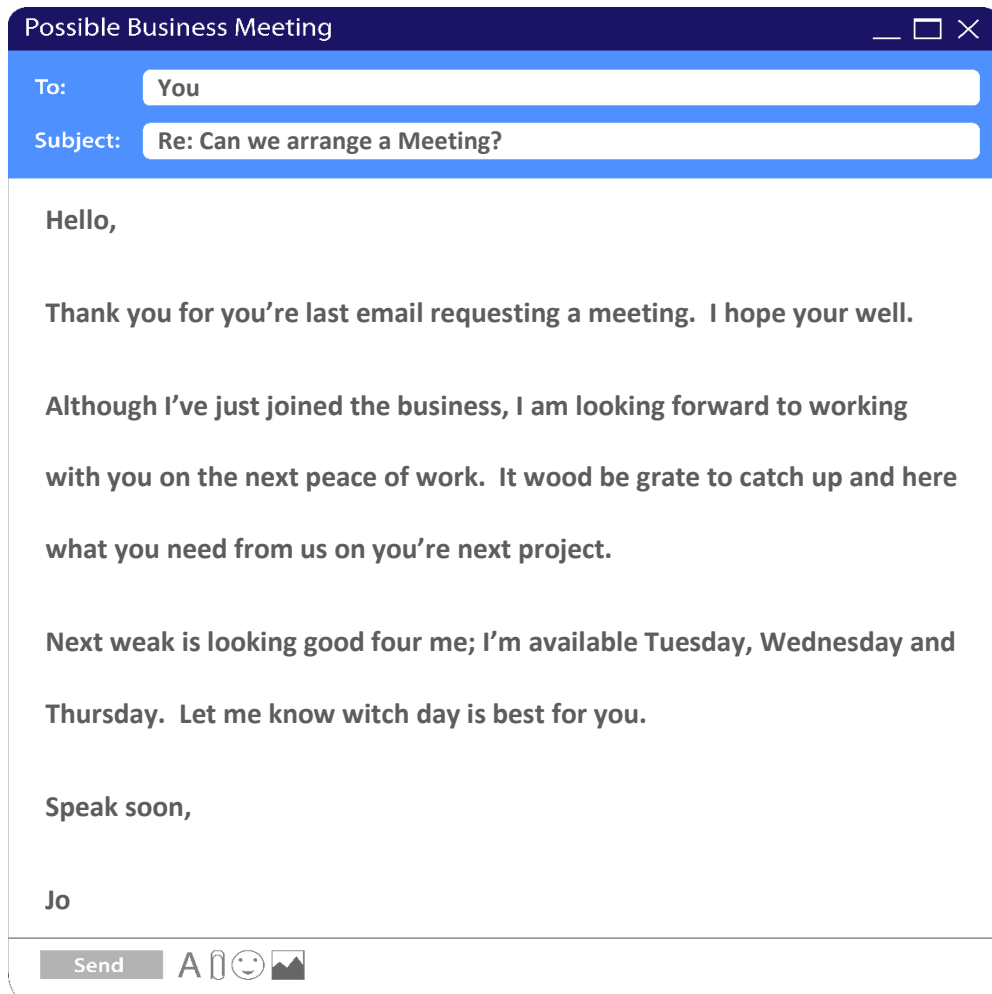 Possible Business Meeting
To: You
Subject: Re: Can we arrange a Meeting?
Hello,
Thank you for you’re last email requesting a meeting.  I hope your well.
Although I’ve just joined the business, I am looking forward to working
with you on the next peace of work.  It wood be grate to catch up and here
what you need from us on you’re next project.
Next weak is looking good four me; I’m available Tuesday, Wednesday and
Thursday.  Let me know witch day is best for you.
Speak soon,
Jo
Send A